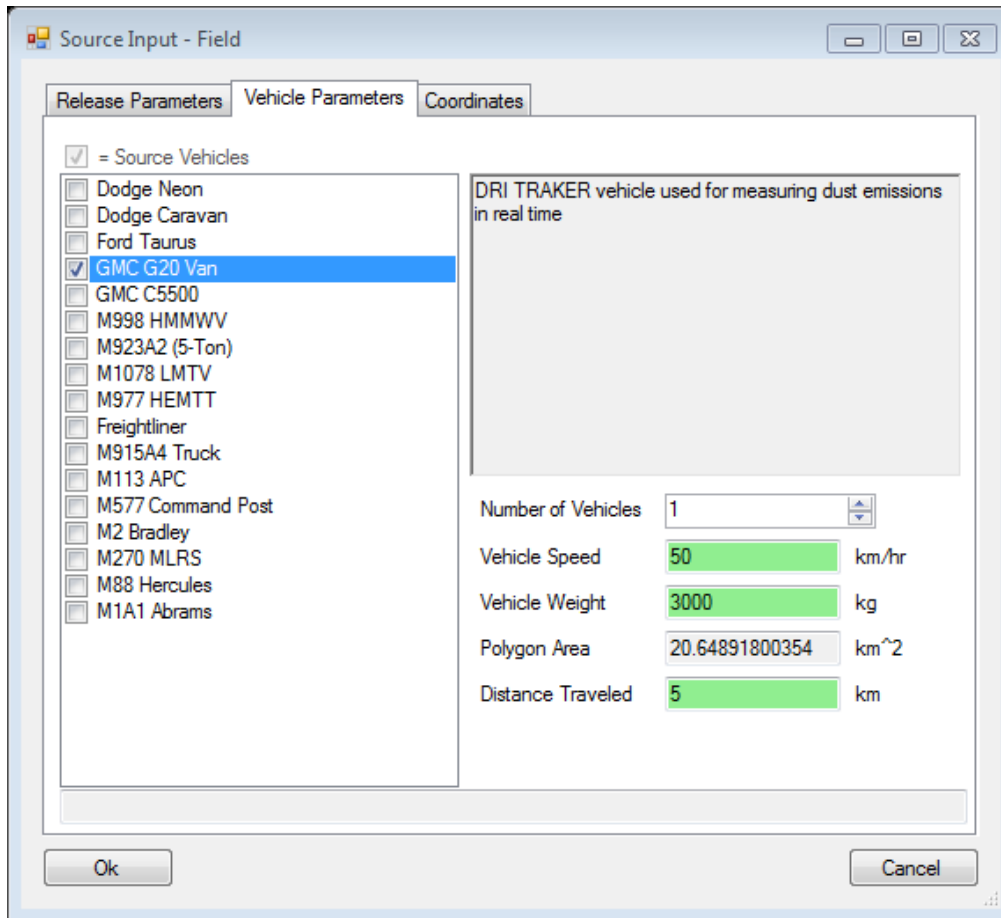 Source Input - Field
Release Parameters
Vehicle Parameters
Coordinates
= Source Vehicles
Dodge Neon
Dodge Caravan
Ford Taurus
GMC G20 Van
GMC C5500
M998 HMMWV
M923A2 (5-Ton)
M1078 LMTV
M977 HEMTT
Freightliner
M915A4 Truck
M113 APC
M577 Command Post
M2 Bradley
M270 MLRS
M88 Hercules
M1A1 Abrams
DRI TRAKER vehicle used for measuring dust emissions
in real time
Number of Vehicles 1
Vehicle Speed 50 km/hr
Vehicle Weight 3000 kg
Polygon Area 20.64891800354 km^2
Distance Traveled 5 km
Ok
Cancel